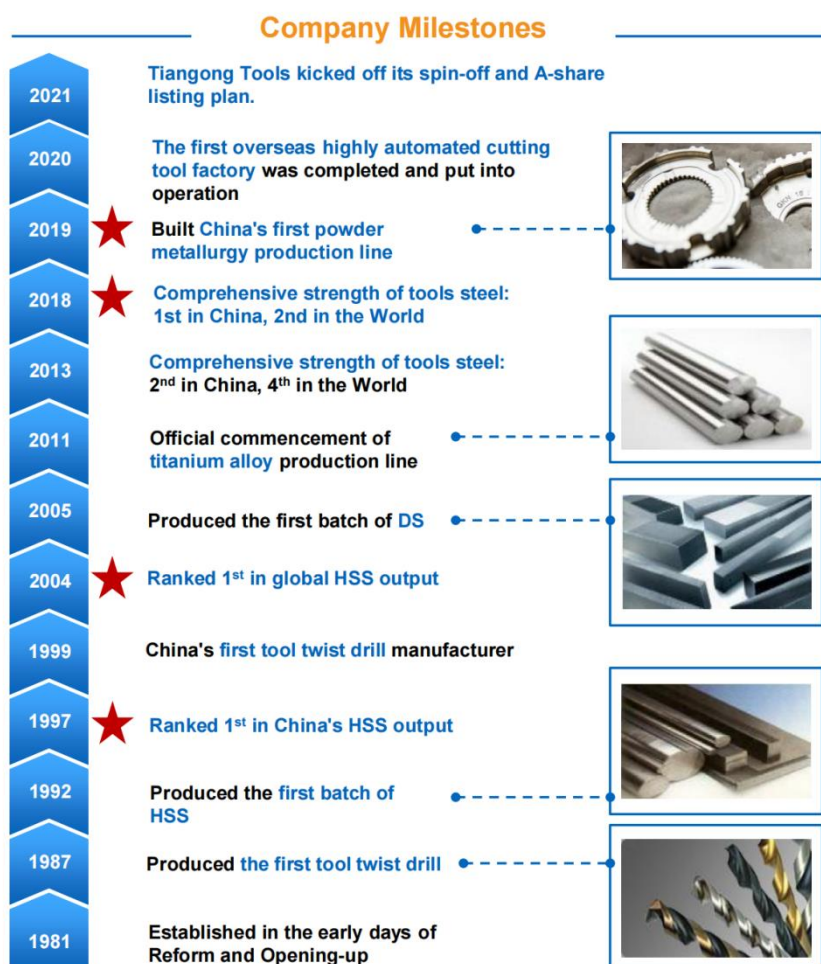 Company Milestones
2021
Tiangong Tools kicked off its spin-off and A-share
listing plan.
2020
The first overseas highly automated cutting
tool factory was completed and put into
operation
2019
Built China's first powder
metallurgy production line
2018
Comprehensive strength of tools steel:
1st in China, 2nd in the World
2013
Comprehensive strength of tools steel:
2nd in China, 4th in the World
2011
Official commencement of
titanium alloy production line
2005
Produced the first batch of DS
2004
Ranked 1st in global HSS output
1999
China's first tool twist drill manufacturer
1997
Ranked 1st in China's HSS output
1992
Produced the first batch of
HSS
1987
Produced the first tool twist drill
1981
Established in the early days of
Reform and Opening-up